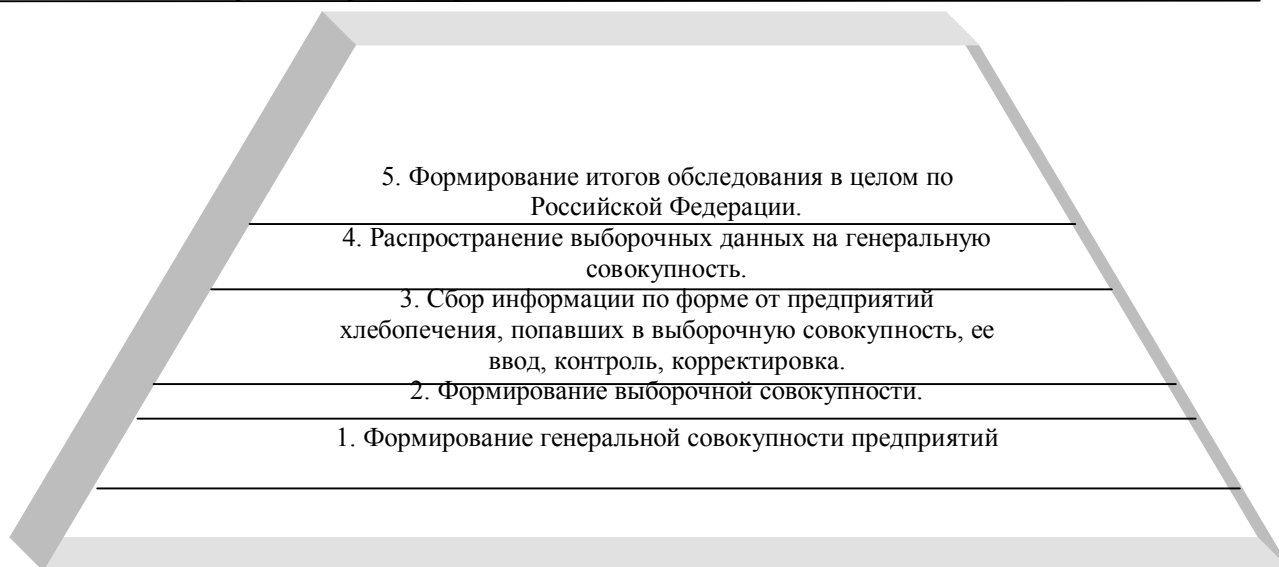 5. Формирование итогов обследования в целом по
Российской Федерации.
4. Распространение выборочных данных на генеральную
совокупность.
3. Сбор информации по форме от предприятий
хлебопечения, попавших в выборочную совокупность, ее
ввод, контроль, корректировка.
2. Формирование выборочной совокупности.
1. Формирование генеральной совокупности предприятий